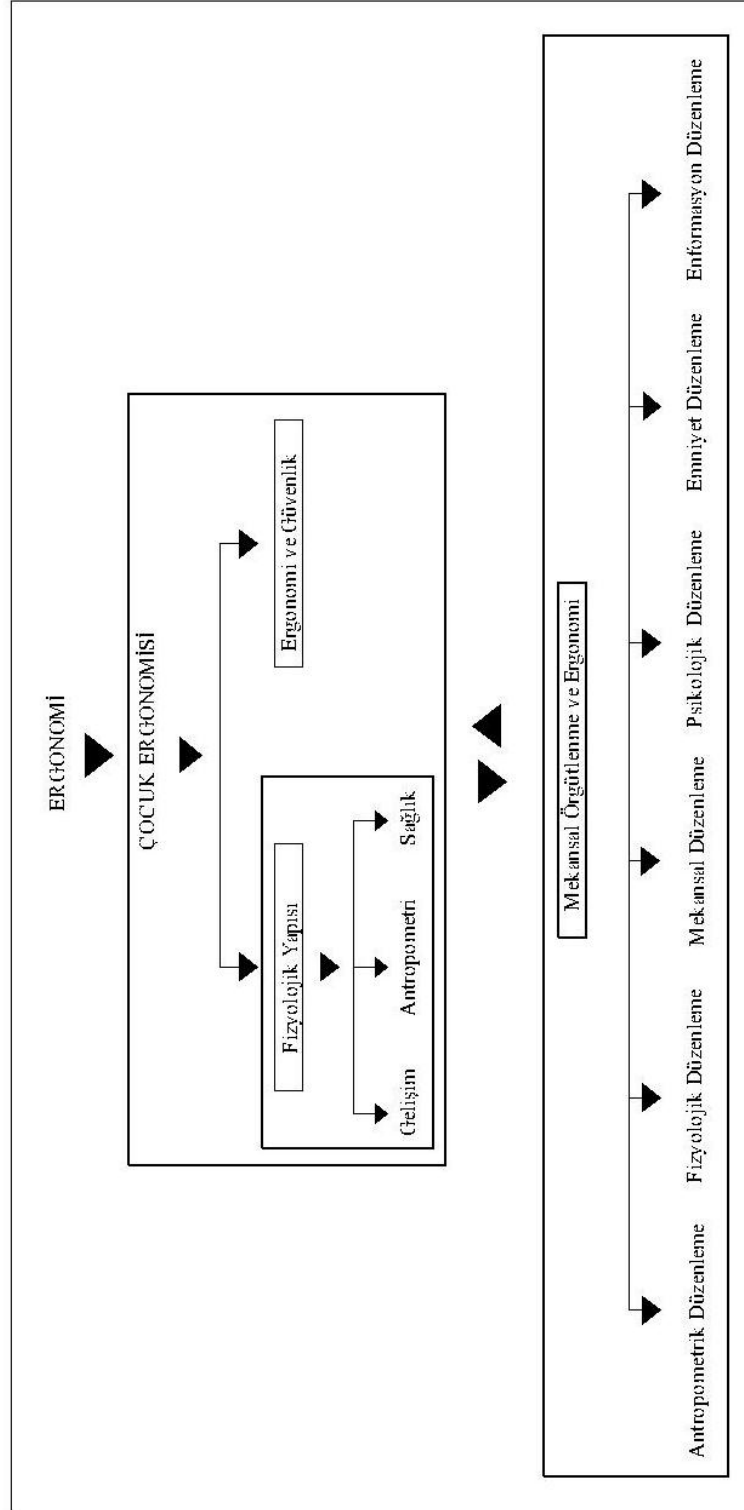 ERGONOMİ
ÇOCUK ERGONOMİSİ
Fizyolojik Yapısı
Ergonomi ve Güvenlik
Gelişim
Antropometri
Sağlık
Mekansal Örgütlenme ve Ergonomi
Antropometrik Düzenleme
Fizyolojik Düzenleme
Mekansal Düzenleme
Psikolojik Düzenleme
Emniyet Düzenleme
Enformasyon Düzenleme